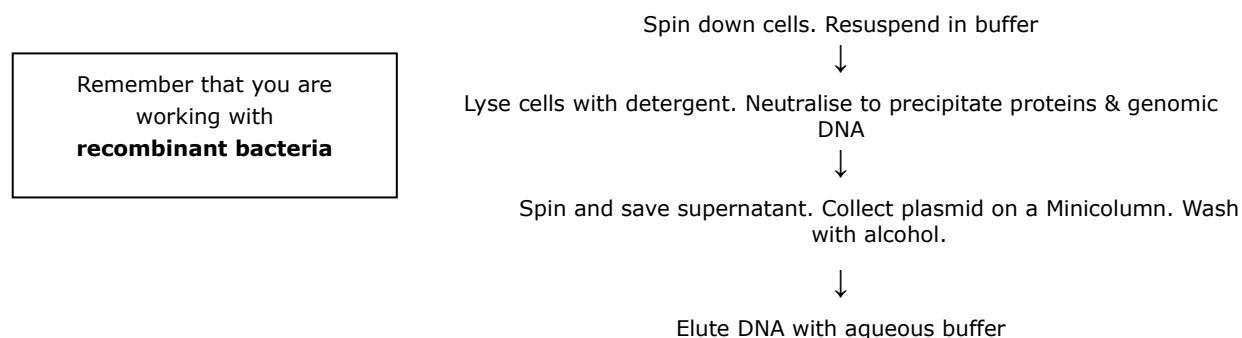 Remember that you are
working with
recombinant bacteria
Spin down cells. Resuspend in buffer
↓
Lyse cells with detergent. Neutralise to precipitate proteins & genomic
DNA
↓
Spin and save supernatant. Collect plasmid on a Minicolumn. Wash
with alcohol.
↓
Elute DNA with aqueous buffer